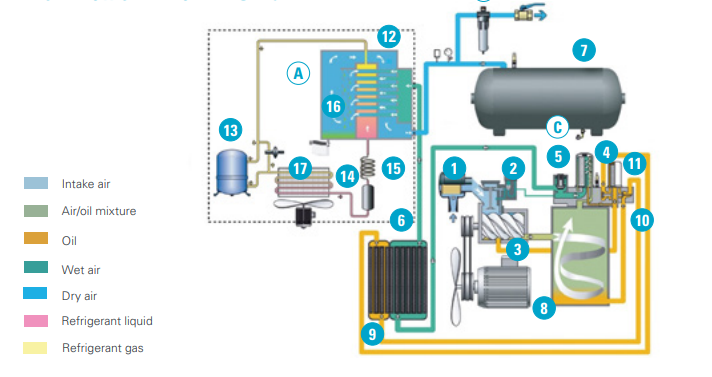 12
A
7
16
13
C
17
14
15
1
2
5
4
11
6
10
3
8
9
Intake air
Air/oil mixture
Oil
Wet air
Dry air
Refrigerant liquid
Refrigerant gas